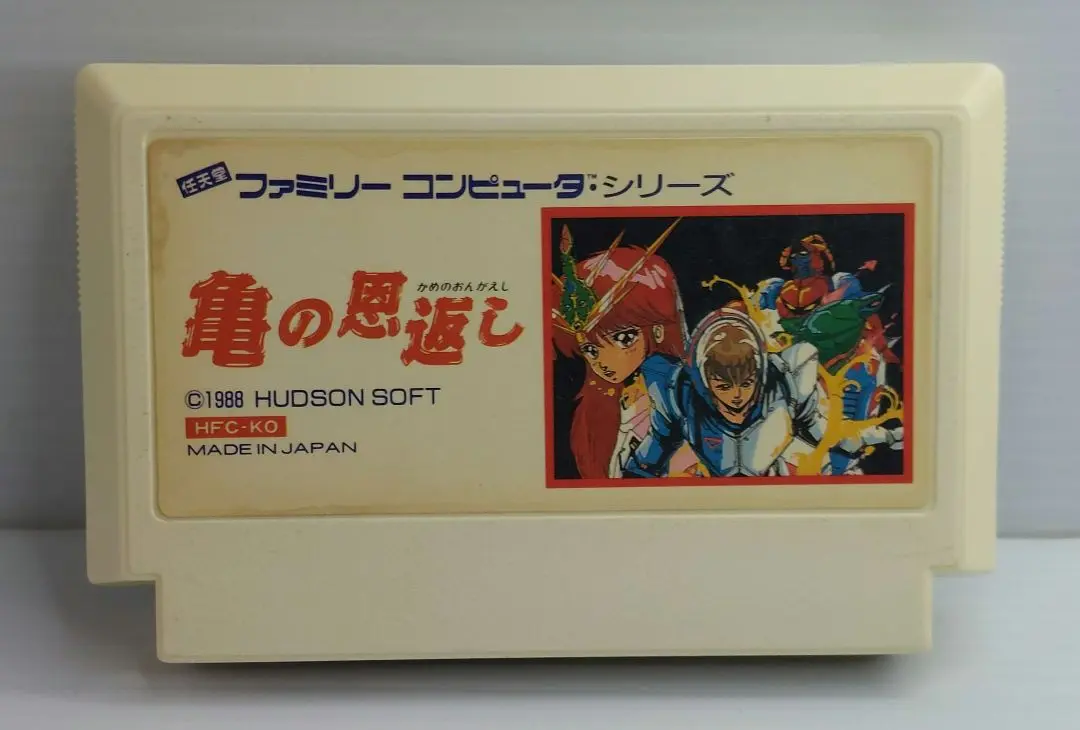 任天堂 ファミリー コンピュータ™・シリーズ
かめのおんがえし
亀の恩返し
©1988 HUDSON SOFT
HFC-KO
MADE IN JAPAN